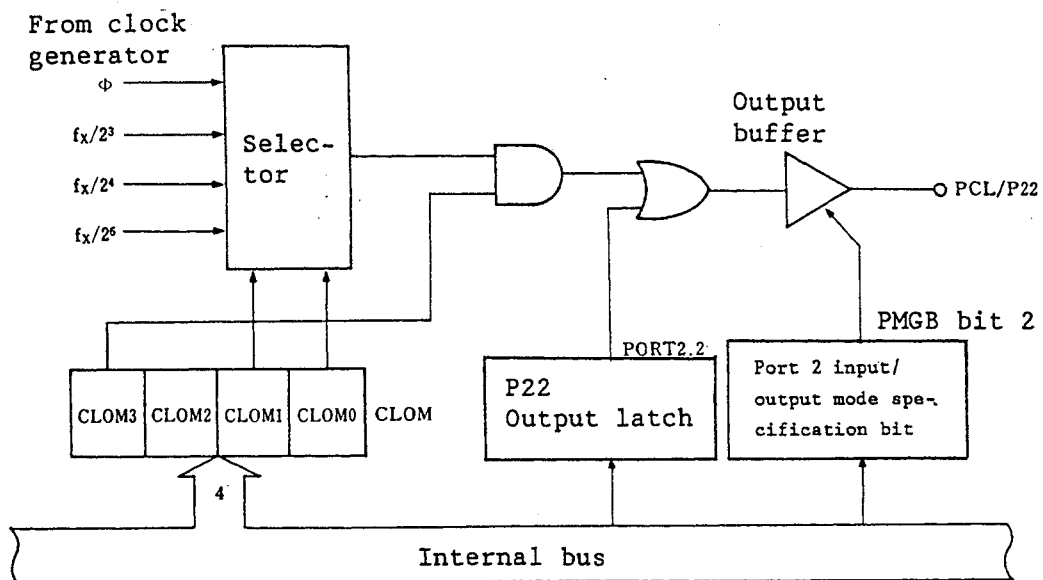 From clock
generator
Φ
fx/2³
fx/2⁴
fx/2⁶
Selec-
tor
Output
buffer
PCL/P22
PMGB bit 2
PORT2.2
CLOM3 CLOM2 CLOM1 CLOM0 CLOM
P22
Output latch
Port 2 input/
output mode spe-
cification bit
4
Internal bus